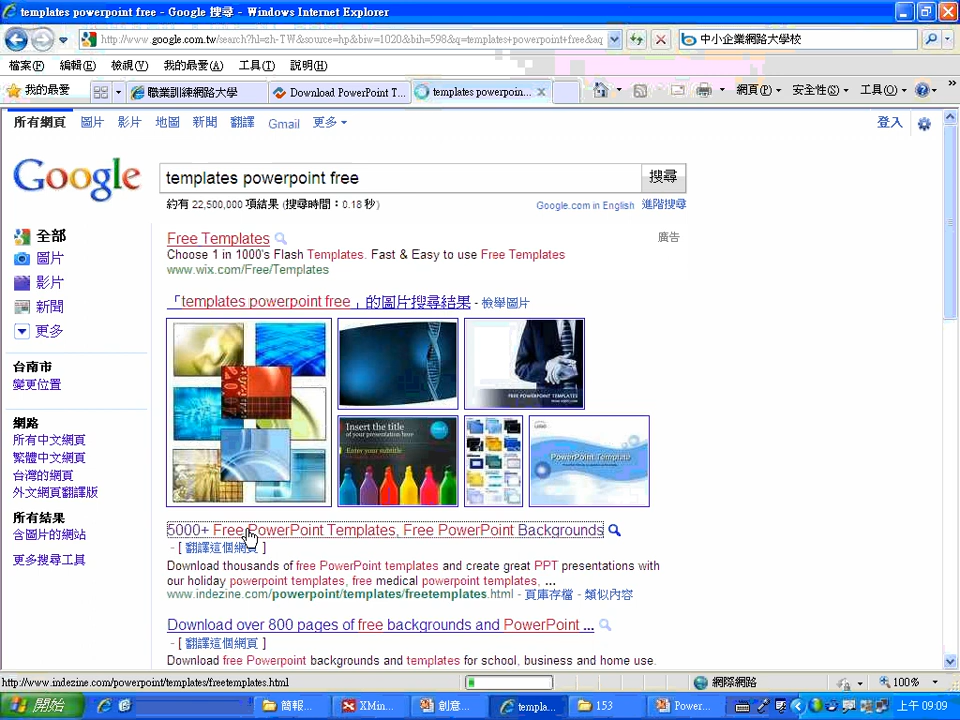 templates powerpoint free - Google 搜尋 - Windows Internet Explorer
http://www.google.com.tw/search?hl=zh-TW&source=hp&biw=1020&bih=598&q=templates+powerpoint+free&aq
中小企業網路大學校
檔案(F) 編輯(E) 檢視(V) 我的最愛(A) 工具(T) 說明(H)
我的最愛 職業訓練網路大學 Download PowerPoint T... templates powerpoin... 網頁(P) 安全性(S) 工具(O)
所有網頁 圖片 影片 地圖 新聞 翻譯 Gmail 更多 登入
Google templates powerpoint free 搜尋
約有 22,500,000 項結果 (搜尋時間:0.18 秒) Google.com in English 進階搜尋
全部
圖片
影片
新聞
更多
台南市
變更位置
網路
所有中文網頁
繁體中文網頁
台灣的網頁
外文網頁翻譯版
所有結果
含圖片的網站
更多搜尋工具
Free Templates 廣告
Choose 1 in 1000's Flash Templates. Fast & Easy to use Free Templates
www.wix.com/Free/Templates
「templates powerpoint free」的圖片搜尋結果 - 檢舉圖片
FREE POWERPOINT TEMPLATES
Insert the title
of your presentation here
Enter your subtitle
PowerPoint Template
5000+ Free PowerPoint Templates, Free PowerPoint Backgrounds
- [ 翻譯這個網頁 ]
Download thousands of free PowerPoint templates and create great PPT presentations with
our holiday powerpoint templates, free medical powerpoint templates, ...
www.indezine.com/powerpoint/templates/freetemplates.html - 頁庫存檔 - 類似內容
Download over 800 pages of free backgrounds and PowerPoint ...
- [ 翻譯這個網頁 ]
Download free Powerpoint backgrounds and templates for school, business and home use.
http://www.indezine.com/powerpoint/templates/freetemplates.html 網際網路 100%
開始 簡報... XMin... 創意... templa... 153 Power... 上午 09:09